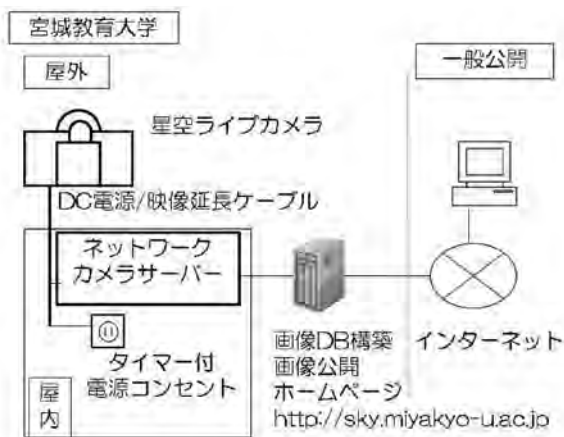 宮城教育大学
屋外
一般公開
星空ライブカメラ
DC電源/映像延長ケーブル
ネットワーク
カメラサーバー
タイマー付
電源コンセント
屋
内
画像DB構築
画像公開
ホームページ
http://sky.miyakyo-u.ac.jp
インターネット